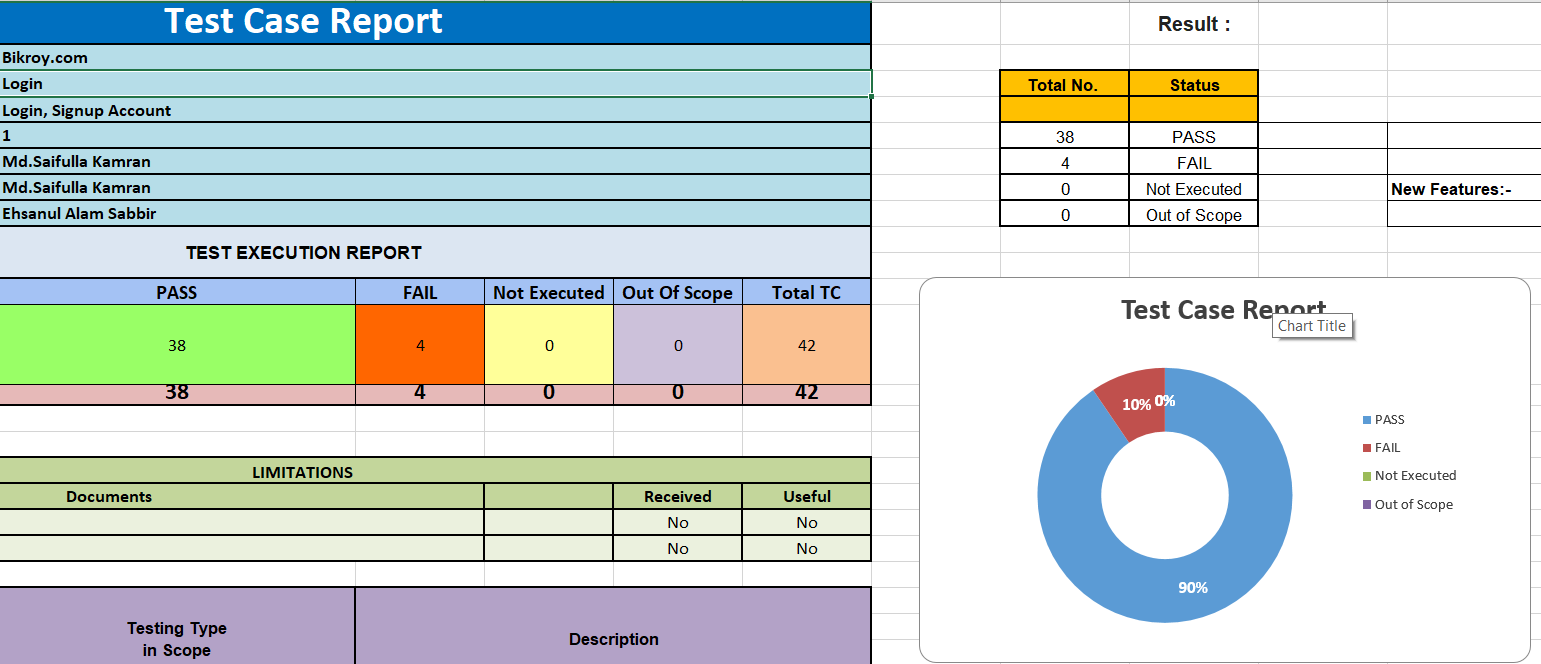 Test Case Report
Bikroy.com
Login
Login, Signup Account
1
Md.Saifulla Kamran
Md.Saifulla Kamran
Ehsanul Alam Sabbir
TEST EXECUTION REPORT
PASS FAIL Not Executed Out Of Scope Total TC
38 4 0 0 42
38 4 0 0 42
LIMITATIONS
Documents Received Useful
No No
No No
Testing Type
in Scope
Description
Result :
Total No. Status
38 PASS
4 FAIL
0 Not Executed
0 Out of Scope
New Features:-
Test Case Report
Chart Title
10% 0%
90%
PASS
FAIL
Not Executed
Out of Scope